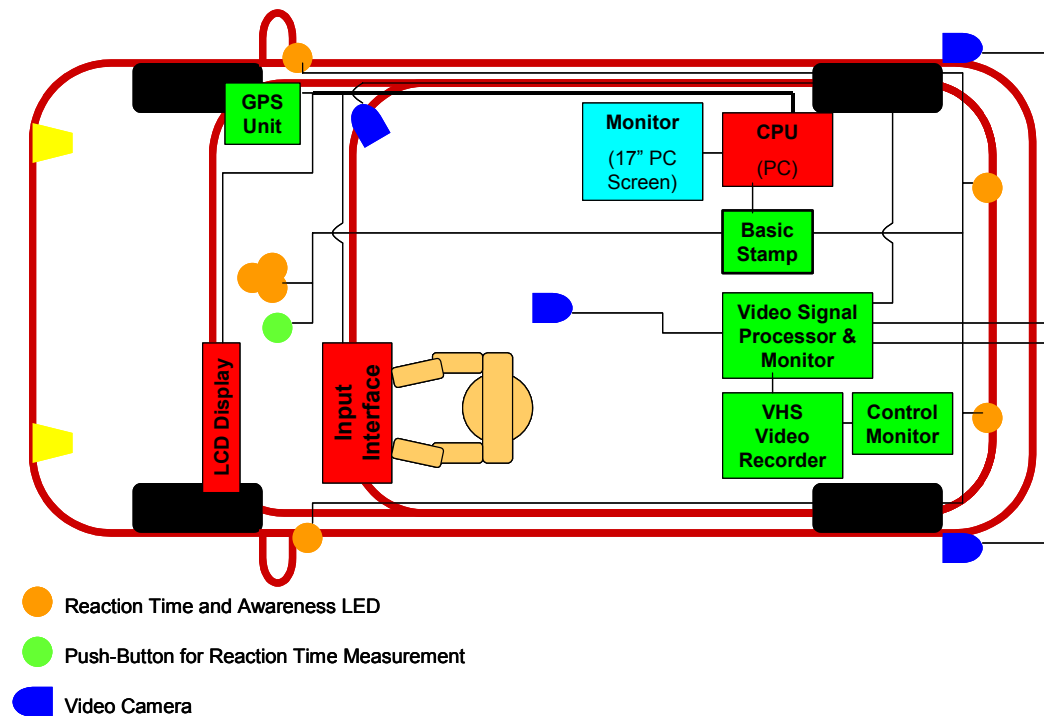 GPS
Unit
Monitor
(17” PC
Screen)
CPU
(PC)
Basic
Stamp
Video Signal
Processor &
Monitor
LCD Display
Input
Interface
VHS
Video
Recorder
Control
Monitor
Reaction Time and Awareness LED
Push-Button for Reaction Time Measurement
Video Camera